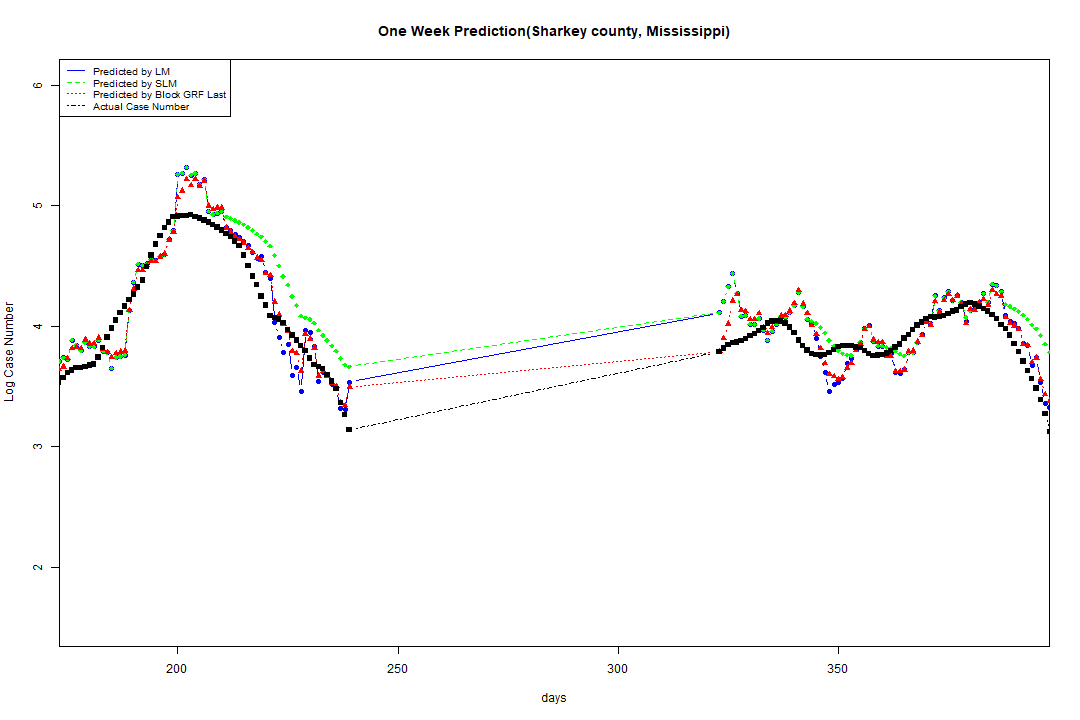 One Week Prediction(Sharkey county, Mississippi)
Predicted by LM
Predicted by SLM
Predicted by Block GRF Last
Actual Case Number
6
5
4
3
2
Log Case Number
200 250 300 350
days